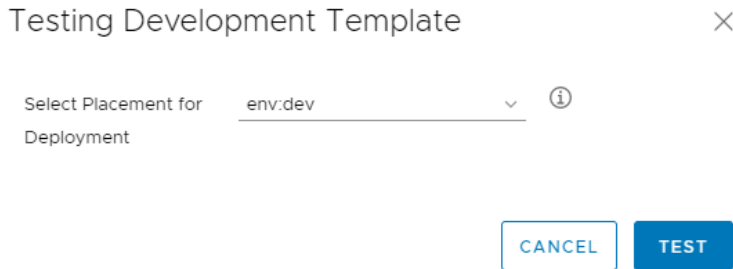 Testing Development Template
Select Placement for env:dev
Deployment
CANCEL TEST